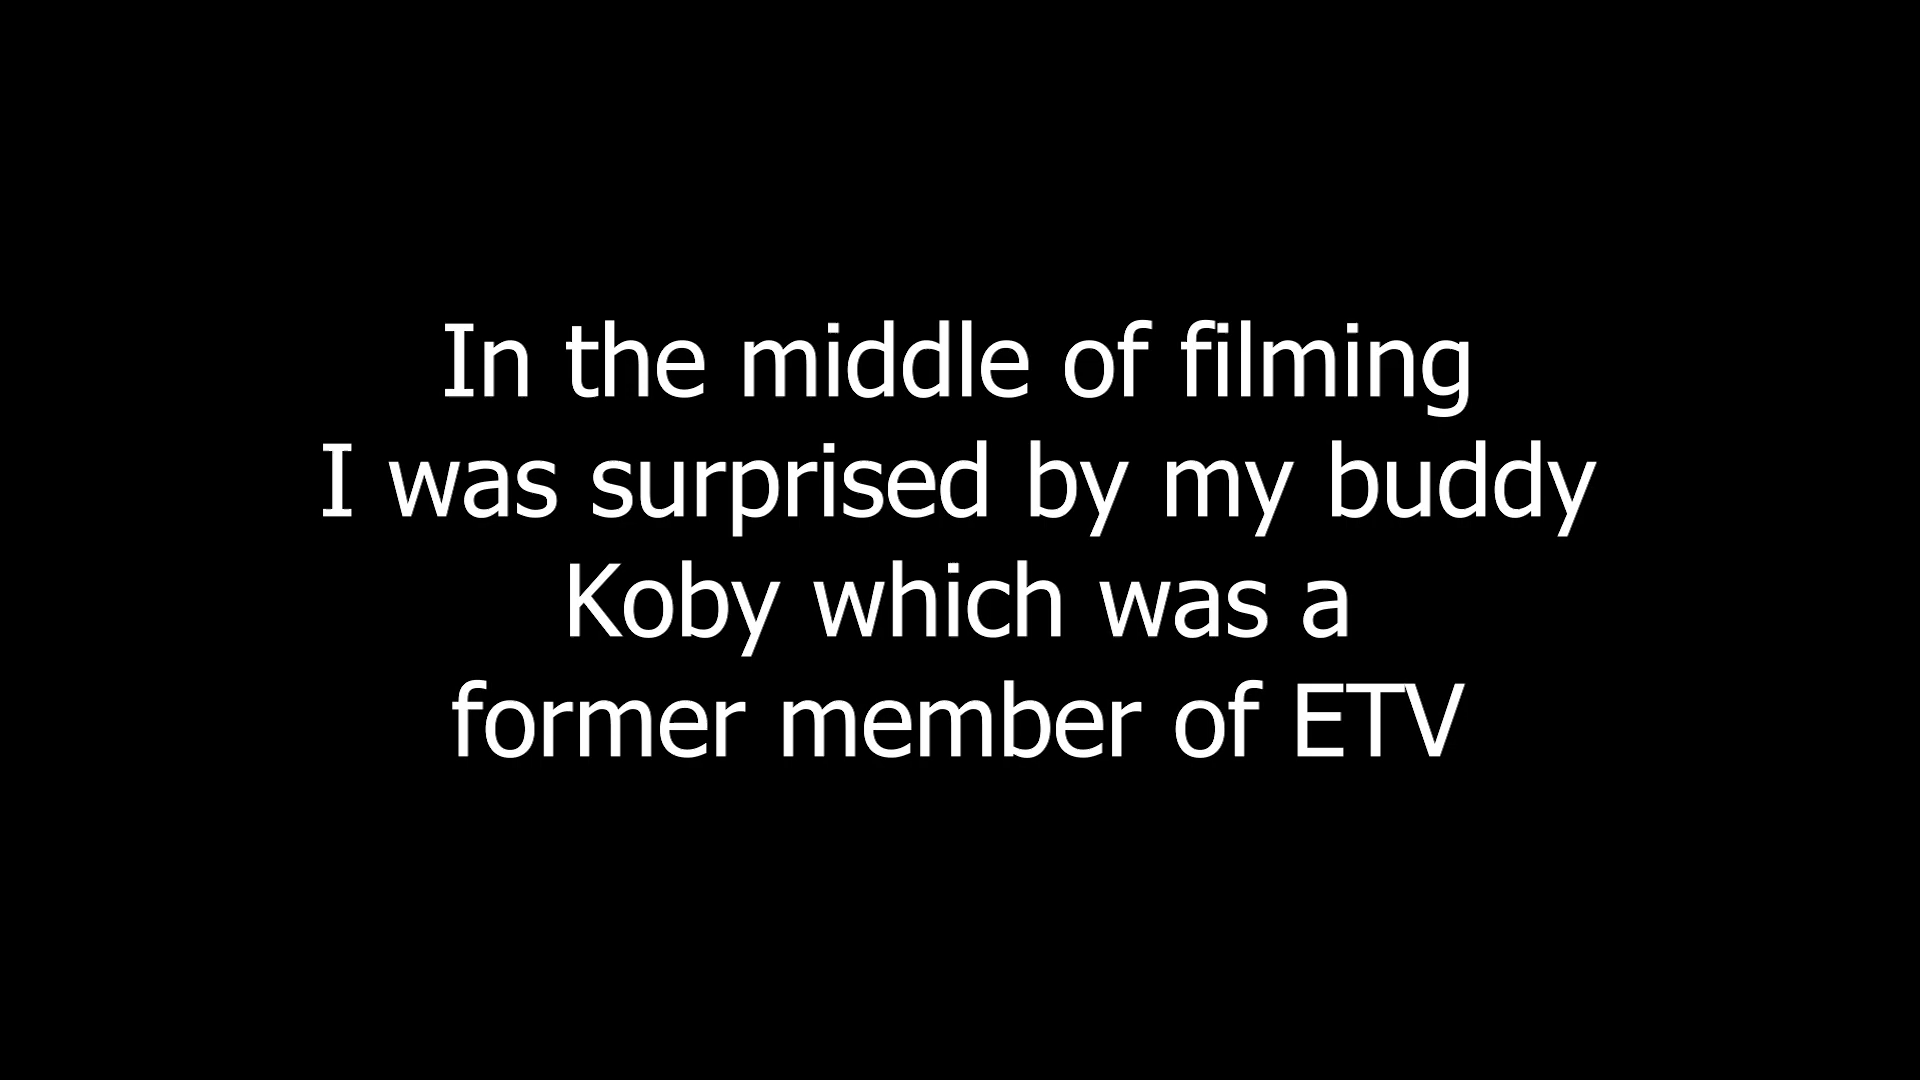 In the middle of filming
I was surprised by my buddy
Koby which was a
former member of ETV